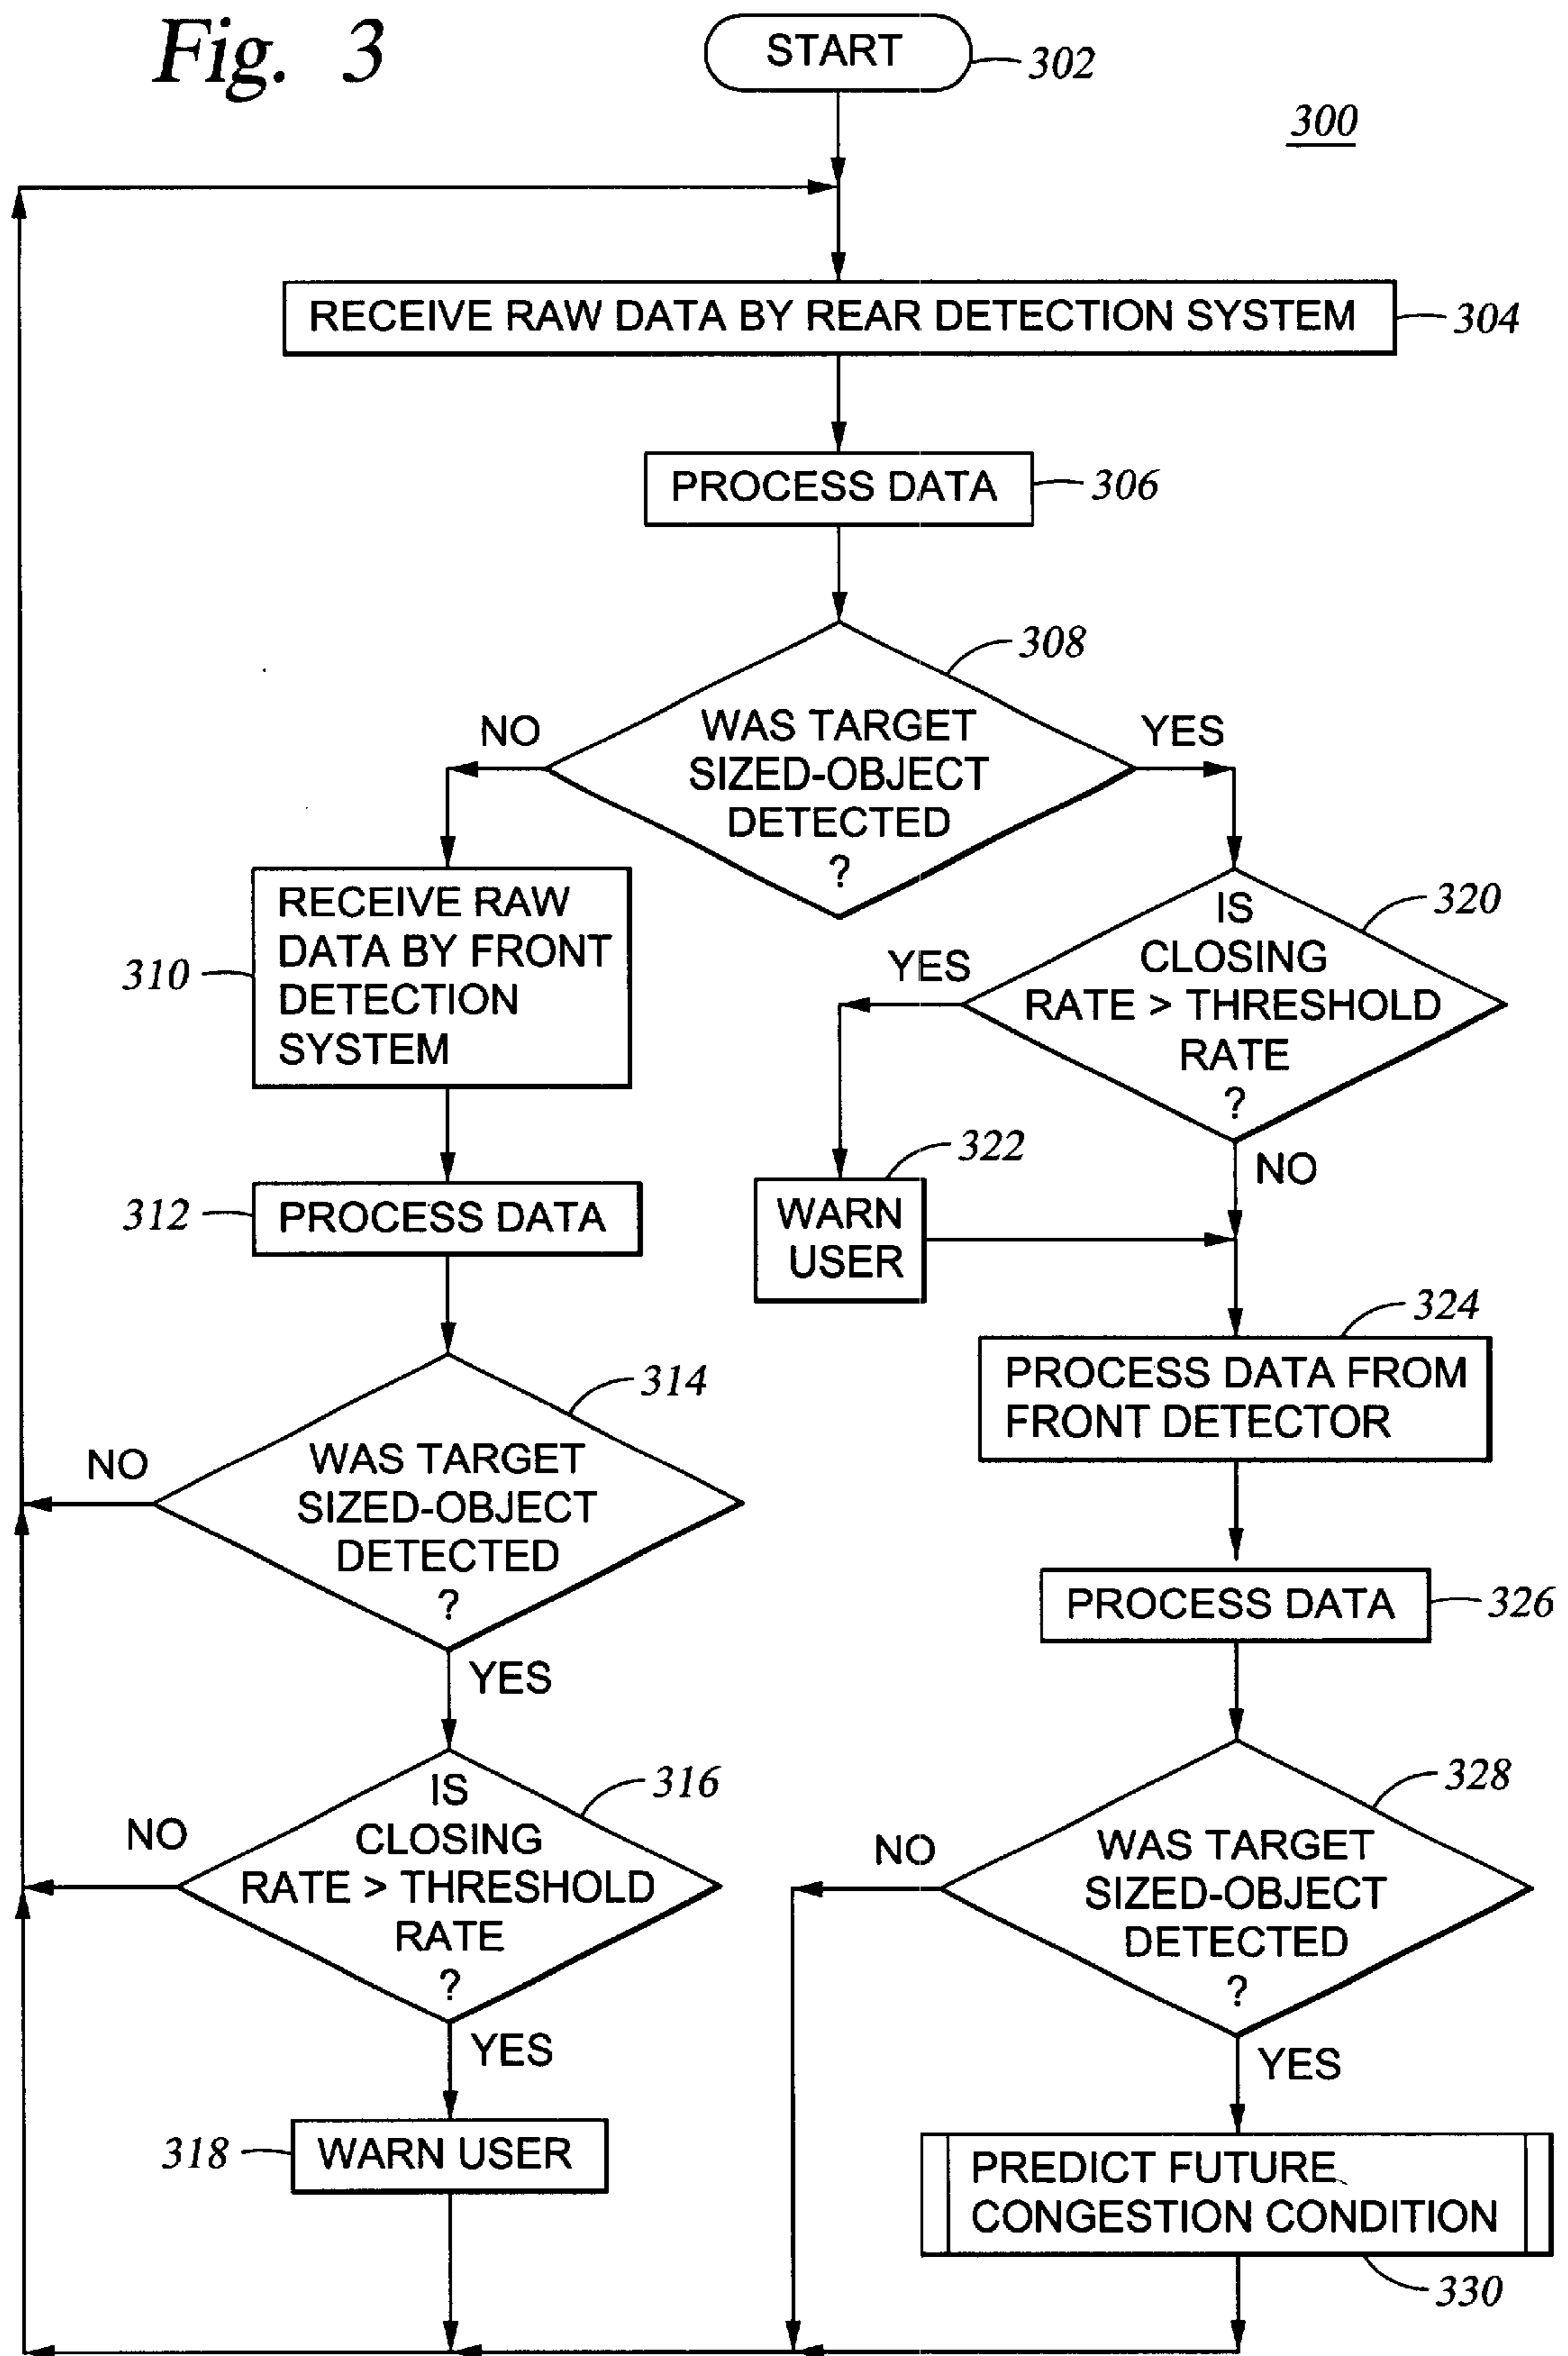 Fig. 3
START
302
300
RECEIVE RAW DATA BY REAR DETECTION SYSTEM
304
PROCESS DATA
306
308
NO
WAS TARGET
SIZED-OBJECT
DETECTED
?
YES
310
RECEIVE RAW
DATA BY FRONT
DETECTION
SYSTEM
320
YES
IS
CLOSING
RATE > THRESHOLD
RATE
?
NO
322
WARN
USER
312
PROCESS DATA
324
PROCESS DATA FROM
FRONT DETECTOR
314
NO
WAS TARGET
SIZED-OBJECT
DETECTED
?
YES
PROCESS DATA
326
316
NO
IS
CLOSING
RATE > THRESHOLD
RATE
?
YES
328
NO
WAS TARGET
SIZED-OBJECT
DETECTED
?
YES
318
WARN USER
PREDICT FUTURE
CONGESTION CONDITION
330